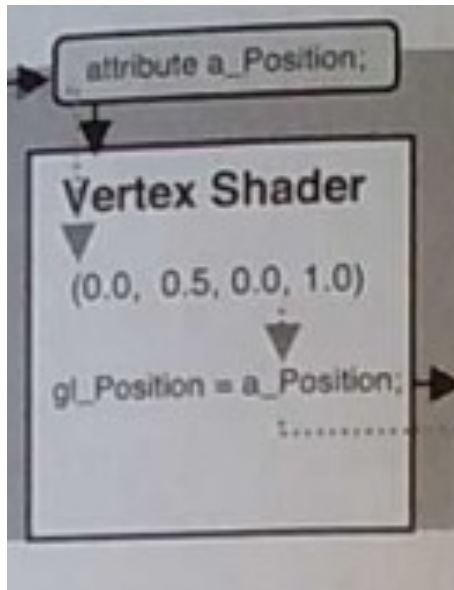 attribute a_Position;
Vertex Shader
(0.0, 0.5, 0.0, 1.0)
gl_Position = a_Position;